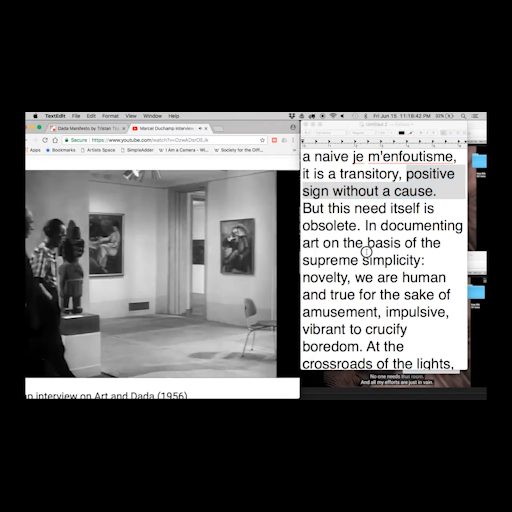 TextEdit File Edit Format View Window Help
Fri Jun 15 11:18:42 PM
Dada Manifesto by Tristan
Marcel Duchamp interview
Secure https://www.youtube.com
Apps Bookmarks Artists Space SimpleAdder I Am a Camera - Society for the Diff...
a naive je m'enfoutisme,
it is a transitory, positive
sign without a cause.
But this need itself is
obsolete. In documenting
art on the basis of the
supreme simplicity:
novelty, we are human
and true for the sake of
amusement, impulsive,
vibrant to crucify
boredom. At the
crossroads of the lights,
interview on Art and Dada (1956)
No one needs that room.
And all my efforts are just in vain.